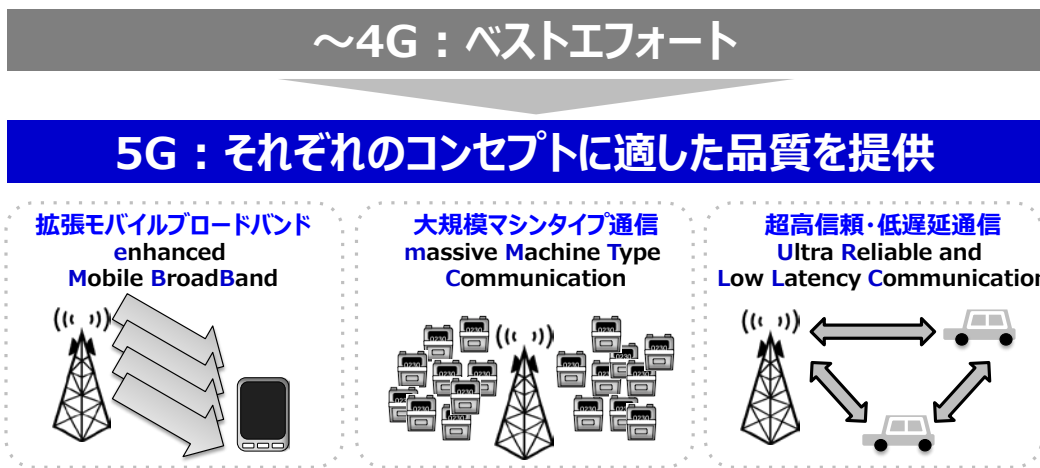 ～4G：ベストエフォート
5G：それぞれのコンセプトに適した品質を提供
拡張モバイルブロードバンド
enhanced
Mobile BroadBand
大規模マシンタイプ通信
massive Machine Type
Communication
超高信頼・低遅延通信
Ultra Reliable and
Low Latency Communication